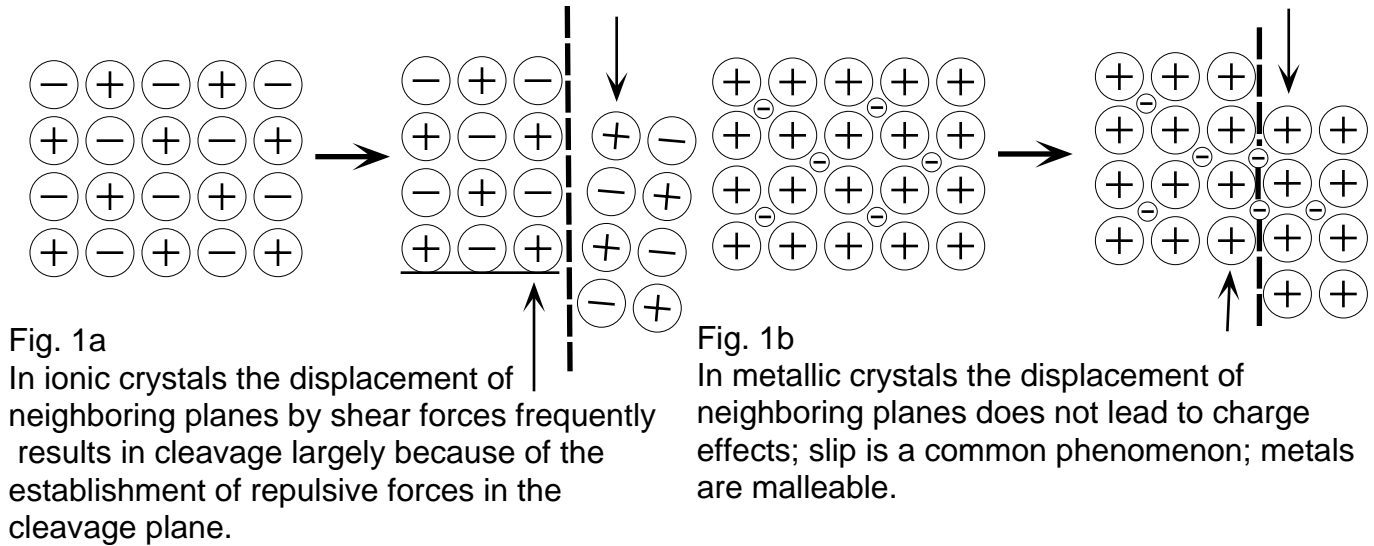 Fig. 1a
In ionic crystals the displacement of
neighboring planes by shear forces frequently
results in cleavage largely because of the
establishment of repulsive forces in the
cleavage plane.
Fig. 1b
In metallic crystals the displacement of
neighboring planes does not lead to charge
effects; slip is a common phenomenon; metals
are malleable.